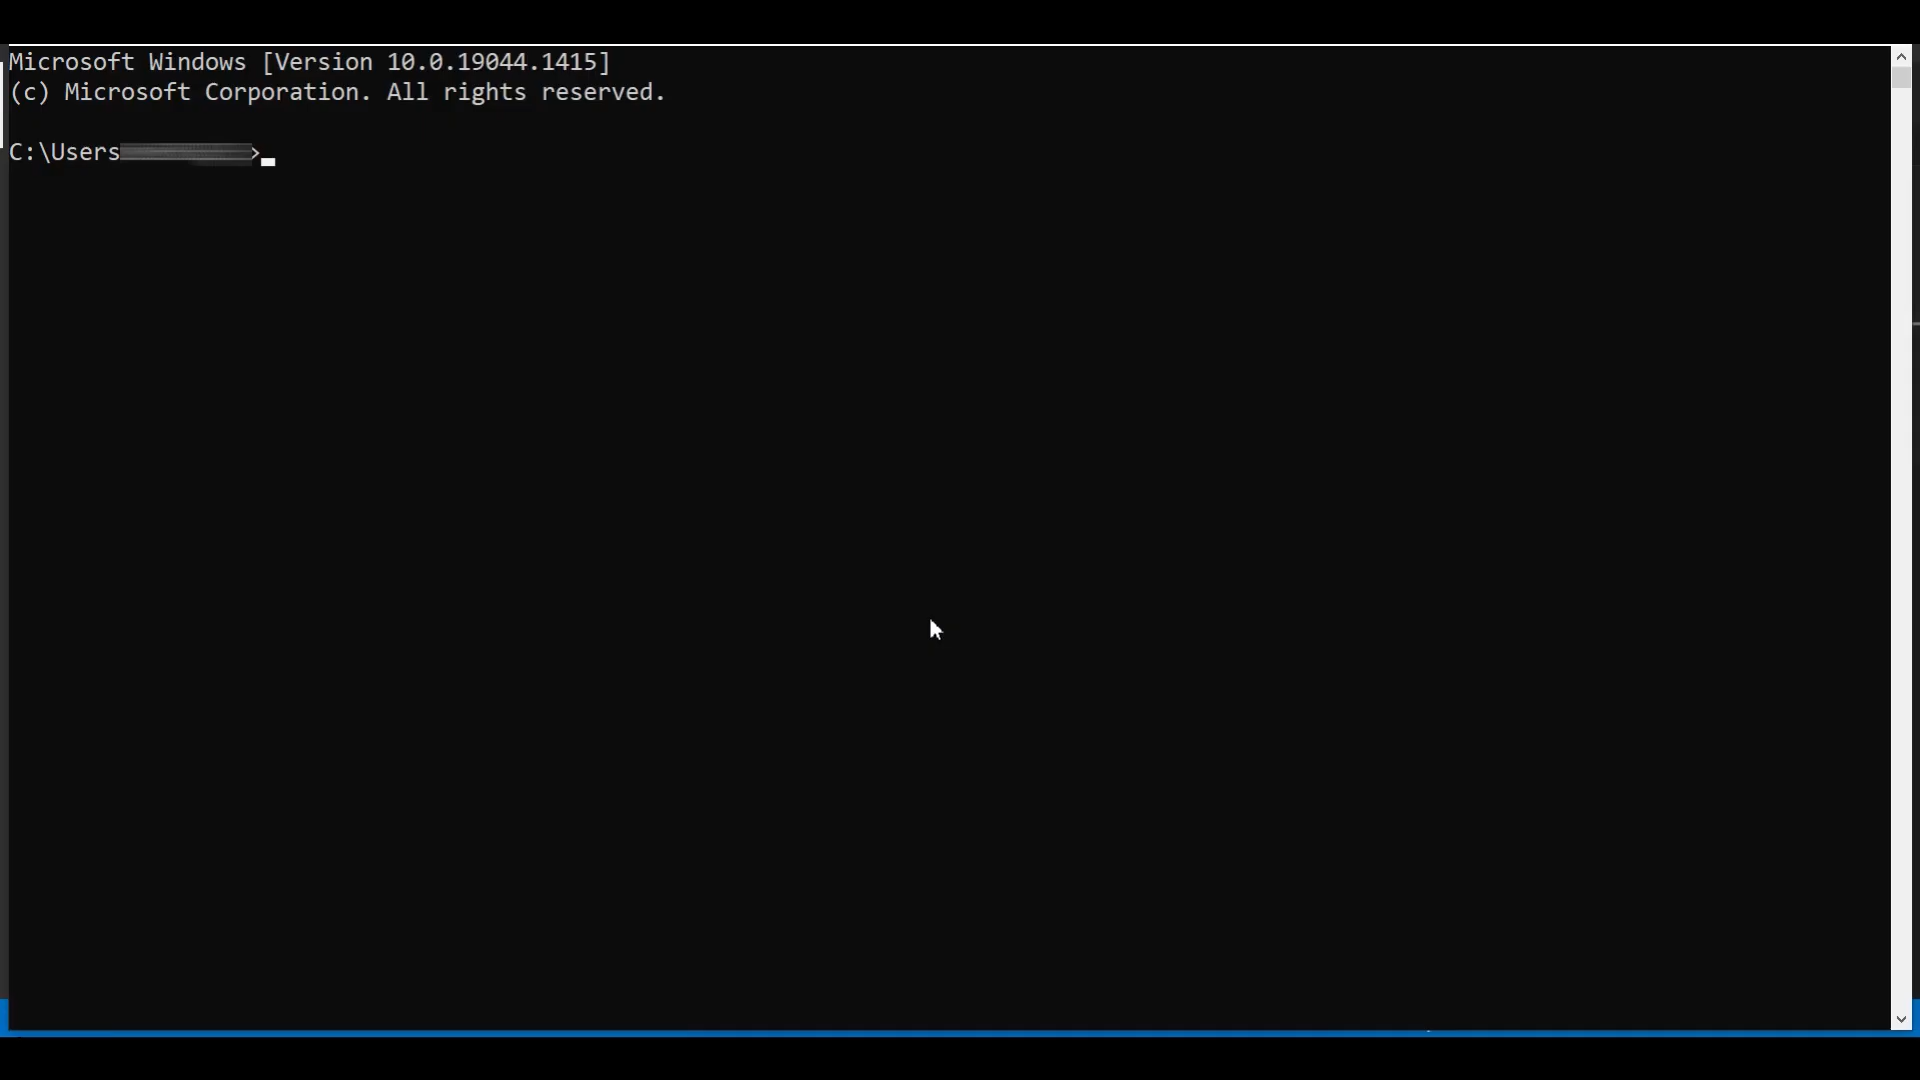 Microsoft Windows [Version 10.0.19044.1415]
(c) Microsoft Corporation. All rights reserved.
C:\Users>